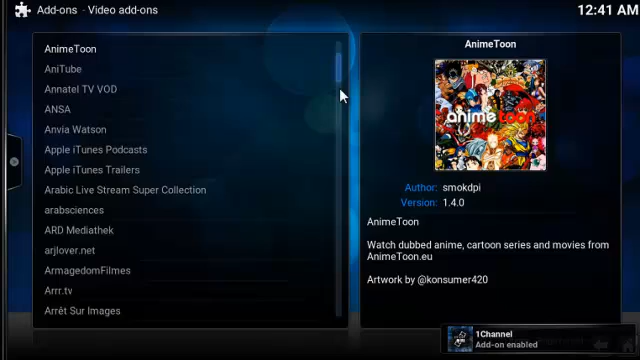 Add-ons - Video add-ons
12:41 AM
AnimeToon
AniTube
Annatel TV VOD
ANSA
Anvia Watson
Apple iTunes Podcasts
Apple iTunes Trailers
Arabic Live Stream Super Collection
arabsciences
ARD Mediathek
arjlover.net
ArmagedomFilmes
Arrr.tv
Arrêt Sur Images
AnimeToon
animetoon
Author: smokdpi
Version: 1.4.0
AnimeToon
Watch dubbed anime, cartoon series and movies from
AnimeToon.eu
Artwork by @konsumer420
1Channel
Add-on enabled